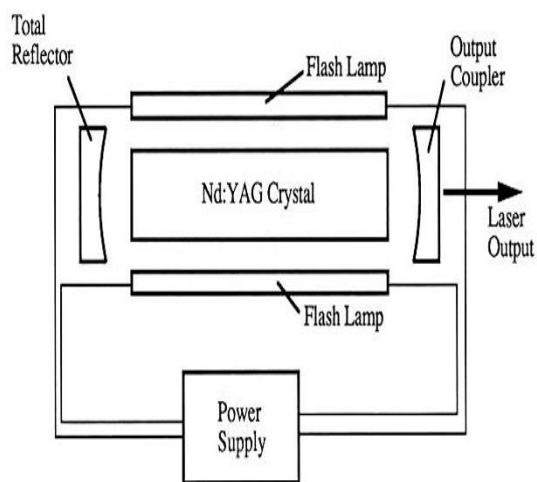 Total
Reflector
Flash Lamp
Output
Coupler
Nd:YAG Crystal
Laser
Output
Flash Lamp
Power
Supply